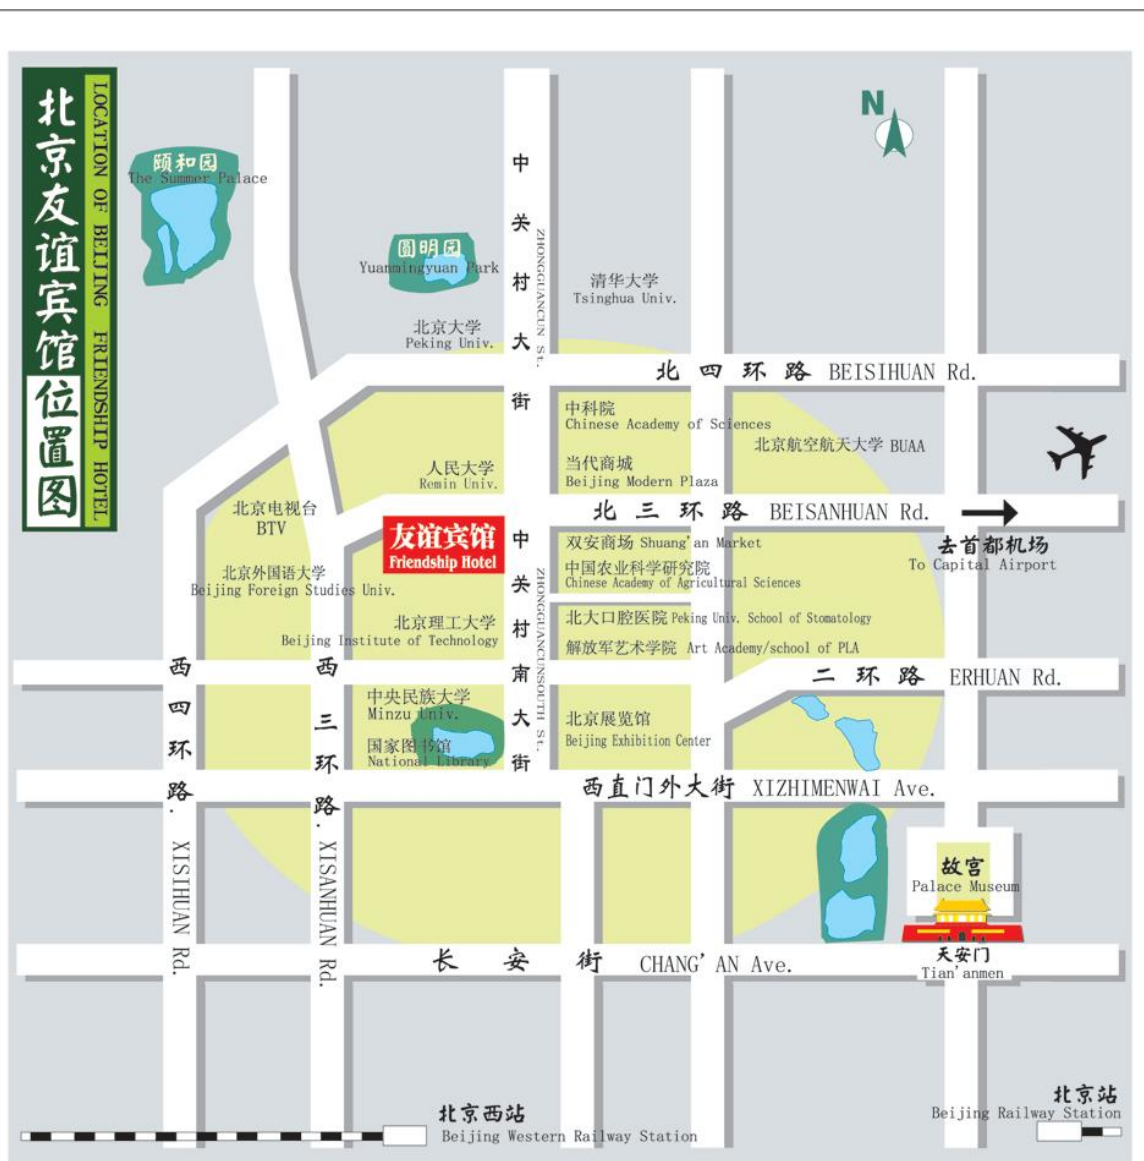 北京友谊宾馆位置图
LOCATION OF BEIJING FRIENDSHIP HOTEL
N
颐和园
The Summer Palace
圆明园
Yuanmingyuan Park
中关村大街
ZHONGGUANCUN St.
清华大学
Tsinghua Univ.
北京大学
Peking Univ.
北四环路 BEISIHUAN Rd.
中科院
Chinese Academy of Sciences
北京航空航天大学 BUAA
人民大学
Remin Univ.
当代商城
Beijing Modern Plaza
北京电视台
BTV
北三环路 BEISANHUAN Rd.
友谊宾馆
Friendship Hotel
去首都机场
To Capital Airport
双安商场 Shuang'an Market
中国农业科学研究院
Chinese Academy of Agricultural Sciences
北京外国语大学
Beijing Foreign Studies Univ.
中关村南大街
ZHONGGUANCUNSOUTH St.
北京理工大学
Beijing Institute of Technology
北大口腔医院 Peking Univ. School of Stomatology
解放军艺术学院 Art Academy/school of PLA
二环路 ERHUAN Rd.
西四环路. XISIHUAN Rd.
西三环路. XISANHUAN Rd.
中央民族大学
Minzu Univ.
国家图书馆
National Library
北京展览馆
Beijing Exhibition Center
西直门外大街 XIZHIMENWAI Ave.
故宫
Palace Museum
天安门
Tian'anmen
长安街 CHANG'AN Ave.
北京西站
Beijing Western Railway Station
北京站
Beijing Railway Station